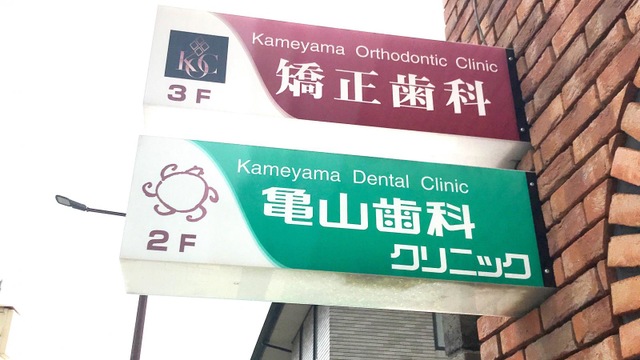 KOC
3F
Kameyama Orthodontic Clinic
矯正歯科
2F
Kameyama Dental Clinic
亀山歯科
クリニック